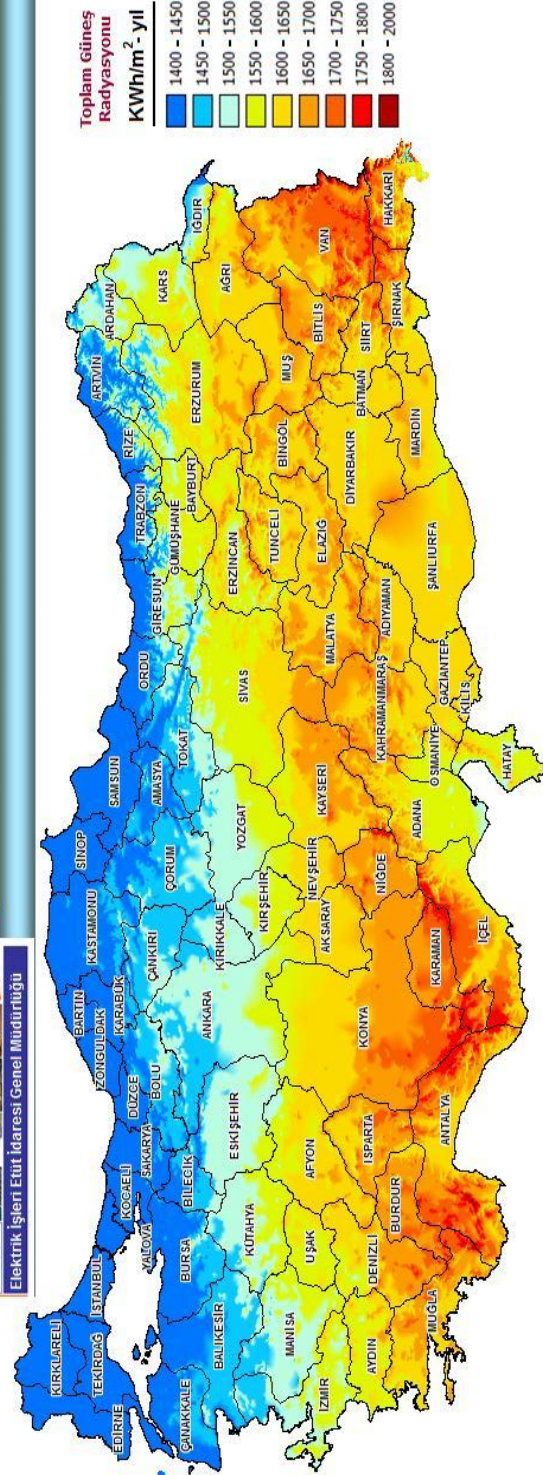 Elektrik İşleri Etüt İdaresi Genel Müdürlüğü
Toplam Güneş
Radyasyonu
KWh/m²- yıl
1400 - 1450
1450 - 1500
1500 - 1550
1550 - 1600
1600 - 1650
1650 - 1700
1700 - 1750
1750 - 1800
1800 - 2000
KIRKLARELİ
EDİRNE
TEKİRDAĞ
İSTANBUL
ÇANAKKALE
YALOVA
KOCAELİ
SAKARYA
DÜZCE
ZONGULDAK
BARTIN
KARABÜK
KASTAMONU
SİNOP
SAMSUN
ORDU
GİRESUN
TRABZON
RİZE
ARTVİN
ARDAHAN
BALIKESİR
BURSA
BİLECİK
BOLU
ÇANKIRI
ÇORUM
AMASYA
TOKAT
GÜMÜŞHANE
BAYBURT
ERZURUM
KARS
IĞDIR
MANİSA
KÜTAHYA
ESKİŞEHİR
ANKARA
KIRIKKALE
YOZGAT
SİVAS
ERZİNCAN
AĞRI
İZMİR
UŞAK
AFYON
KIRŞEHİR
NEVŞEHİR
AKSARAY
KAYSERİ
MALATYA
TUNCELİ
ELAZIĞ
BİNGÖL
MUŞ
BİTLİS
VAN
AYDIN
DENİZLİ
ISPARTA
BURDUR
KONYA
NİĞDE
KAHRAMANMARAŞ
ADIYAMAN
DİYARBAKIR
BATMAN
SİİRT
ŞIRNAK
HAKKARİ
MUĞLA
ANTALYA
KARAMAN
İÇEL
ADANA
OSMANİYE
HATAY
GAZİANTEP
KİLİS
ŞANLIURFA
MARDİN